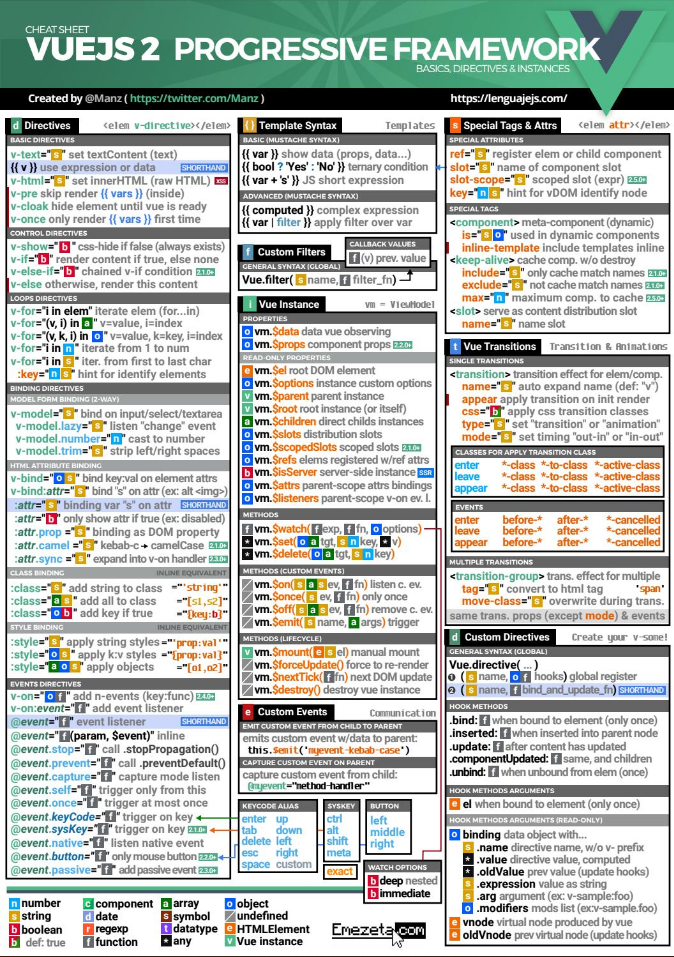 CHEAT SHEET
VUEJS 2 PROGRESSIVE FRAMEWORK
BASICS, DIRECTIVES & INSTANCES
Created by @Manz ( https://twitter.com/Manz )
https://lenguajejs.com/
d Directives <elem v-directive></elem>
BASIC DIRECTIVES
v-text="s" set textContent (text)
{{ v }} use expression or data SHORTHAND
v-html="s" set innerHTML (raw HTML) XSS
v-pre skip render {{ vars }} (inside)
v-cloak hide element until vue is ready
v-once only render {{ vars }} first time
CONTROL DIRECTIVES
v-show="b" css-hide if false (always exists)
v-if="b" render content if true, else none
v-else-if="b" chained v-if condition 2.1.0+
v-else otherwise, render this content
LOOPS DIRECTIVES
v-for="i in elem" iterate elem (for...in)
v-for="(v, i) in a" v=value, i=index
v-for="(v, k, i) in o" v=value, k=key, i=index
v-for="i in n" iterate from 1 to num
v-for="i in s" iter. from first to last char
:key="n s" hint for identify elements
BINDING DIRECTIVES
MODEL FORM BINDING (2-WAY)
v-model="s" bind on input/select/textarea
v-model.lazy="s" listen "change" event
v-model.number="n" cast to number
v-model.trim="s" strip left/right spaces
HTML ATTRIBUTE BINDING
v-bind="o" bind key:val on element attrs
v-bind:attr="s" bind "s" on attr (ex: alt <img>)
:attr="s" binding var "s" on attr SHORTHAND
:attr="b" only show attr if true (ex: disabled)
:attr.prop ="s" binding as DOM property
:attr.camel ="s" kebab-c → camelCase 2.1.0+
:attr.sync ="s" expand into v-on handler 2.3.0+
CLASS BINDING INLINE EQUIVALENT
:class="s" add string to class ="'string'"
:class="a s" add all to class ="[s1,s2]"
:class="o b" add key if true ="{key:b}"
STYLE BINDING INLINE EQUIVALENT
:style="s" apply string styles ="'prop:val'"
:style="o s" apply k:v styles ="{prop:val}"
:style="a o s" apply objects ="[o1,o2]"
EVENTS DIRECTIVES
v-on="o f" add n-events (key:func) 2.4.0+
v-on:event="f" add event listener
@event="f" event listener SHORTHAND
@event="f(param, $event)" inline
@event.stop="f" call .stopPropagation()
@event.prevent="f" call .preventDefault()
@event.capture="f" capture mode listen
@event.self="f" trigger only from this
@event.once="f" trigger at most once
@event.keyCode="f" trigger on key
@event.sysKey="f" trigger on key 2.1.0+
@event.native="f" listen native event
@event.button="f" only mouse button 2.2.0+
@event.passive="f" add passive event 2.3.0+
{} Template Syntax Templates
BASIC (MUSTACHE SYNTAX)
{{ var }} show data (props, data...)
{{ bool ? 'Yes' : 'No' }} ternary condition
{{ var + 's' }} JS short expression
ADVANCED (MUSTACHE SYNTAX)
{{ computed }} complex expression
{{ var | filter }} apply filter over var
f Custom Filters
CALLBACK VALUES
f (v) prev. value
GENERAL SYNTAX (GLOBAL)
Vue.filter( s name, f filter_fn)
i Vue Instance vm = ViewModel
PROPERTIES
o vm.$data data vue observing
o vm.$props component props 2.2.0+
READ-ONLY PROPERTIES
e vm.$el root DOM element
o vm.$options instance custom options
v vm.$parent parent instance
v vm.$root root instance (or itself)
a vm.$children direct childs instances
o vm.$slots distribution slots
o vm.$scopedSlots scoped slots 2.1.0+
o vm.$refs elems registered w/ref attrs
b vm.$isServer server-side instance SSR
o vm.$attrs parent-scope attrs bindings
o vm.$listeners parent-scope v-on ev. l.
METHODS
f vm.$watch(f exp, f fn, o options)
* vm.$set(o a tgt, s n key, * v)
* vm.$delete(o a tgt, s n key)
METHODS (CUSTOM EVENTS)
vm.$on(s a s ev, f fn) listen c. ev.
vm.$once(s ev, f fn) only once
vm.$off(s a s ev, f fn) remove c. ev.
vm.$emit(s name, a args) trigger
METHODS (LIFECYCLE)
v vm.$mount(e s el) manual mount
vm.$forceUpdate() force to re-render
vm.$nextTick(f fn) next DOM update
vm.$destroy() destroy vue instance
e Custom Events Communication
EMIT CUSTOM EVENT FROM CHILD TO PARENT
emits custom event w/data to parent:
this.$emit('myevent-kebab-case')
CAPTURE CUSTOM EVENT ON PARENT
capture custom event from child:
@myevent="nethod-handler"
KEYCODE ALIAS
enter up
tab down
delete left
esc right
space custom
SYSKEY
ctrl
alt
shift
meta
exact
BUTTON
left
middle
right
WATCH OPTIONS
b deep nested
b immediate
s Special Tags & Attrs <elem attr></elem>
SPECIAL ATTRIBUTES
ref="s" register elem or child component
slot="s" name of component slot
slot-scope="s" scoped slot (expr) 2.5.0+
key="n s" hint for vDOM identify node
SPECIAL TAGS
<component> meta-component (dynamic)
is="s o" used in dynamic components
inline-template include templates inline
<keep-alive> cache comp. w/o destroy
include="s" only cache match names 2.1.0+
exclude="s" not cache match names 2.1.0+
max="n" maximum comp. to cache 2.5.0+
<slot> serve as content distribution slot
name="s" name slot
t Vue Transitions Transition & Animations
SINGLE TRANSITIONS
<transition> transition effect for elem/comp.
name="s" auto expand name (def: "v")
appear apply transition on init render
css="b" apply css transition classes
type="s" set "transition" or "animation"
mode="s" set timing "out-in" or "in-out"
CLASSES FOR APPLY TRANSITION CLASS
enter *-class *-to-class *-active-class
leave *-class *-to-class *-active-class
appear *-class *-to-class *-active-class
EVENTS
enter before-* after-* *-cancelled
leave before-* after-* *-cancelled
appear before-* after-* *-cancelled
MULTIPLE TRANSITIONS
<transition-group> trans. effect for multiple
tag="s" convert to html tag 'span'
move-class="s" overwrite during trans.
same trans. props (except mode) & events
d Custom Directives Create your v-some!
GENERAL SYNTAX (GLOBAL)
Vue.directive( ... )
1 (s name, o f hooks) global register
2 (s name, f bind_and_update_fn) SHORTHAND
HOOK METHODS
.bind: f when bound to element (only once)
.inserted: f when inserted into parent node
.update: f after content has updated
.componentUpdated: f same, and children
.unbind: f when unbound from elem (once)
HOOK METHODS ARGUMENTS
e el when bound to element (only once)
HOOK METHODS ARGUMENTS (READ-ONLY)
o binding data object with...
s .name directive name, w/o v- prefix
* .value directive value, computed
* .oldValue prev value (update hooks)
s .expression value as string
s .arg argument (ex: v-sample:foo)
o .modifiers mods list (ex:v-sample.foo)
e vnode virtual node produced by vue
e oldVnode prev virtual node (update hooks)
n number c component a array o object
s string d date s symbol undefined
b boolean r regexp t datatype e HTMLElement
b def: true f function * any V Vue instance
Emezeta.com